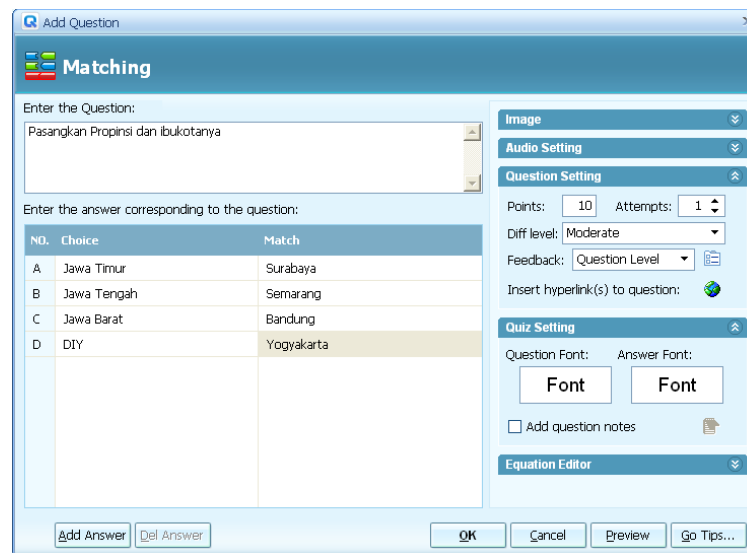 Add Question
Matching
Enter the Question:
Pasangkan Propinsi dan ibukotanya
Enter the answer corresponding to the question:
NO. Choice Match
A Jawa Timur Surabaya
B Jawa Tengah Semarang
C Jawa Barat Bandung
D DIY Yogyakarta
Add Answer Del Answer
Image
Audio Setting
Question Setting
Points: 10 Attempts: 1
Diff level: Moderate
Feedback: Question Level
Insert hyperlink(s) to question:
Quiz Setting
Question Font: Answer Font:
Font Font
Add question notes
Equation Editor
OK Cancel Preview Go Tips...